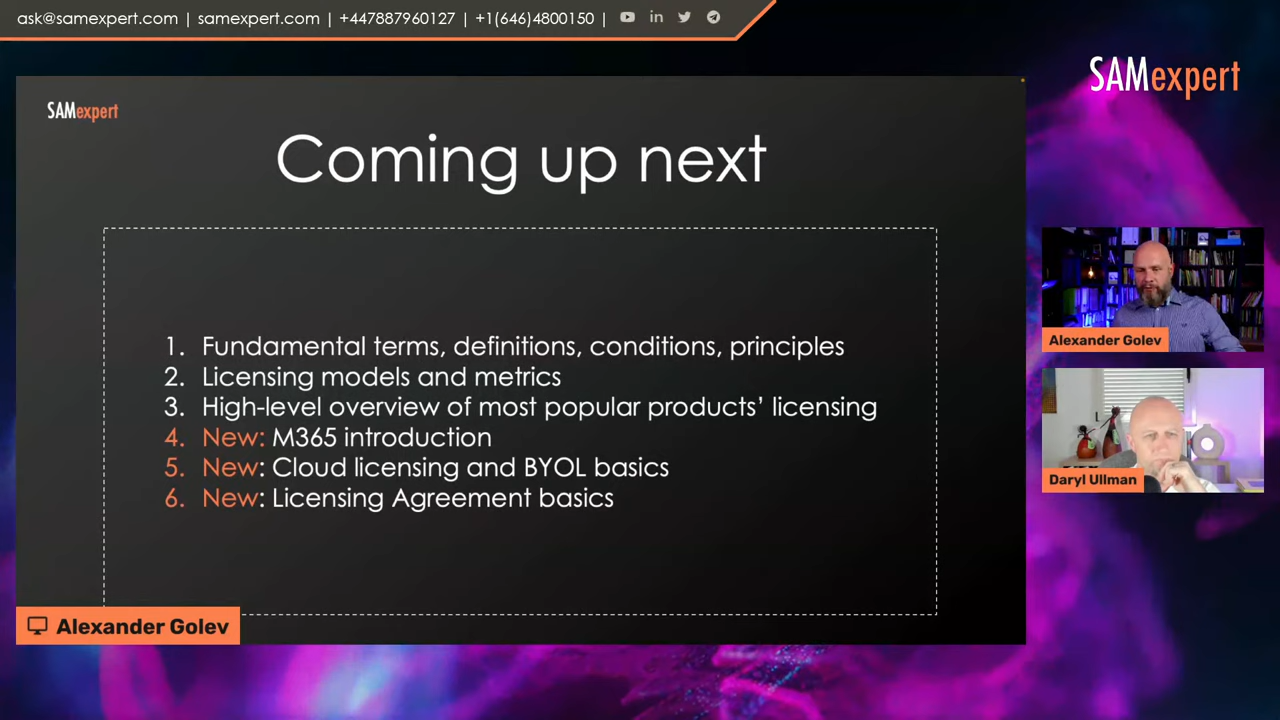 ask@samexpert.com | samexpert.com | +447887960127 | +1(646)4800150 |
SAMexpert
SAMexpert
Coming up next
1. Fundamental terms, definitions, conditions, principles
2. Licensing models and metrics
3. High-level overview of most popular products’ licensing
4. New: M365 introduction
5. New: Cloud licensing and BYOL basics
6. New: Licensing Agreement basics
Alexander Golev
Alexander Golev
Daryl Ullman